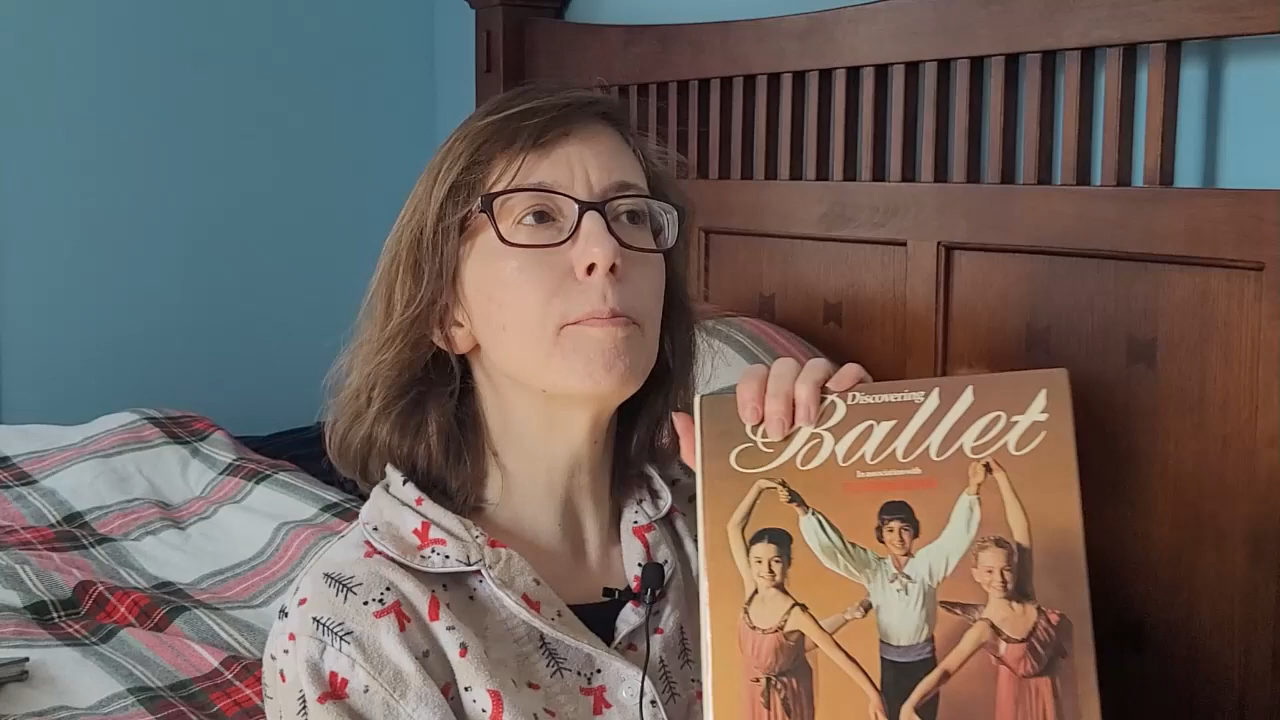 Discovering
Ballet
In association with